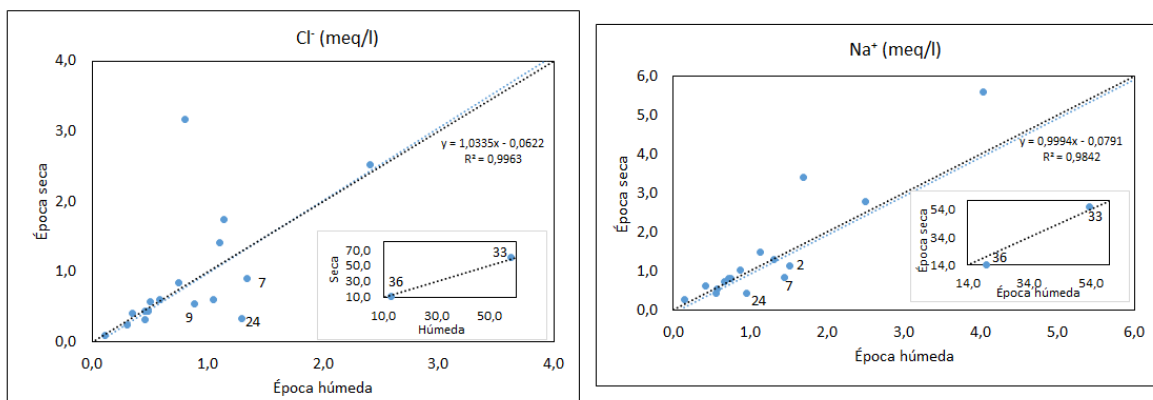 Cl⁻ (meq/l)
4,0
3,0
2,0
1,0
0,0
Época seca
y = 1,0335x - 0,0622
R² = 0,9963
7
9
24
0,0 1,0 2,0 3,0 4,0
Época húmeda
70,0
50,0
30,0
10,0
Seca
36
33
10,0 30,0 50,0
Húmeda
Na⁺ (meq/l)
6,0
5,0
4,0
3,0
2,0
1,0
0,0
Época seca
y = 0,9994x - 0,0791
R² = 0,9842
2
7
24
0,0 1,0 2,0 3,0 4,0 5,0 6,0
Época húmeda
54,0
34,0
14,0
Época seca
36
33
14,0 34,0 54,0
Época húmeda